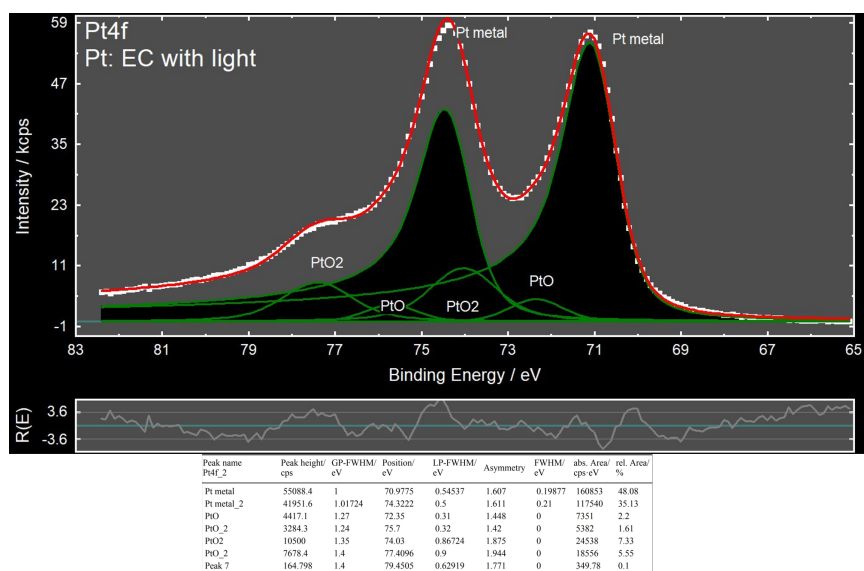 Pt4f
Pt: EC with light
Pt metal
Pt metal
PtO2
PtO
PtO2
PtO
Intensity / kcps
59
47
35
23
11
-1
83
79
77
75
73
71
69
67
65
Binding Energy / eV
R(E)
3.6
-3.6
Peak name Peak height/ GP-FWHM/ Position/ LP-FWHM/ Asymmetry FWHM/ abs. Area/ rel. Area/
Pt4f_2 cps eV eV eV eV cps·eV %
Pt metal 55088.4 1 70.9775 0.54537 1.607 0.19877 160853 48.08
Pt metal_2 41951.6 1.01724 74.3222 0.5 1.611 0.21 117540 35.13
PtO 4417.1 1.27 72.35 0.31 1.448 0 7351 2.2
PtO_2 3284.3 1.24 75.7 0.32 1.42 0 5382 1.61
PtO2 10500 1.35 74.03 0.86724 1.875 0 24538 7.33
PtO_2 7678.4 1.4 77.4096 0.9 1.944 0 18556 5.55
Peak 7 164.798 1.4 79.4505 0.62919 1.771 0 349.78 0.1